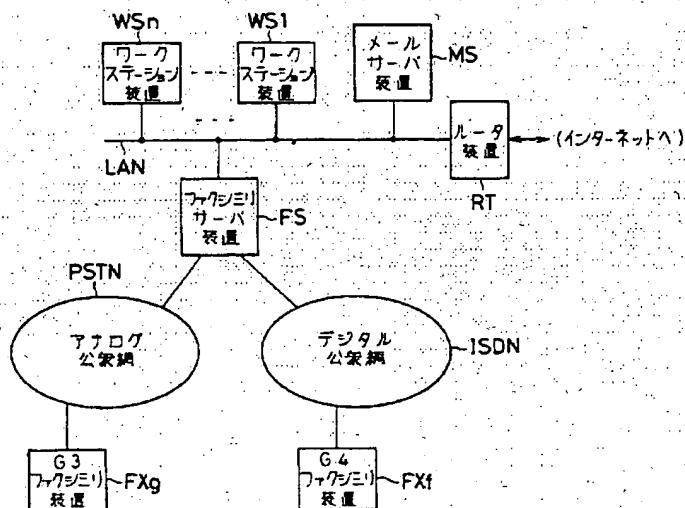 WSn
WS1
ワーク
ステーション
装置
ワーク
ステーション
装置
メール
サーバ
装置
MS
ルータ
装置
(インターネットへ)
LAN
RT
ファクシミリ
サーバ
装置
FS
PSTN
アナログ
公衆網
デジタル
公衆網
ISDN
G3
ファクシミリ
装置
FXg
G4
ファクシミリ
装置
FXf